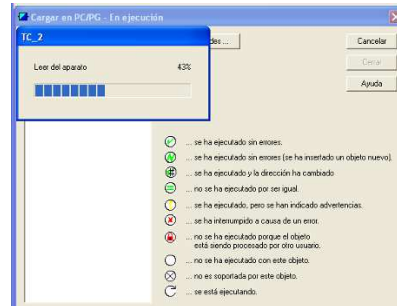 Cargar en PC/PG - En ejecución
TC_2
Leer del aparato 43%
des ...
Cancelar
Cerrar
Ayuda
... se ha ejecutado sin errores.
... se ha ejecutado sin errores (se ha insertado un objeto nuevo).
... se ha ejecutado y la dirección ha cambiado
... no se ha ejecutado por ser igual.
... se ha ejecutado, pero se han indicado advertencias.
... se ha interrumpido a causa de un error.
... no se ha ejecutado porque el objeto
está siendo procesado por otro usuario.
... no se ha ejecutado con este objeto.
... no es soportada por este objeto.
... se está ejecutando.